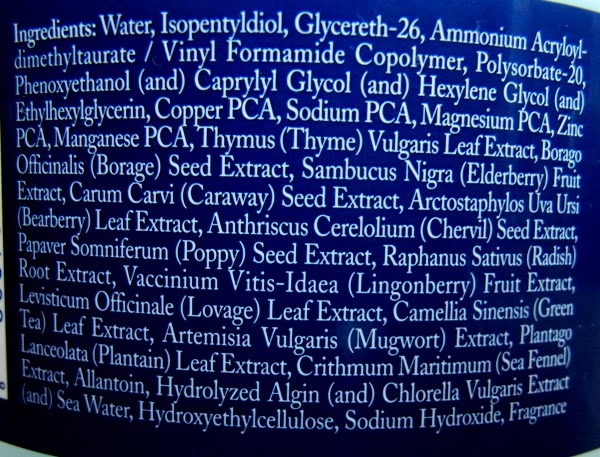 Ingredients: Water, Isopentyldiol, Glycereth-26, Ammonium Acryloyl-
dimethyltaurate / Vinyl Formamide Copolymer, Polysorbate-20,
Phenoxyethanol (and) Caprylyl Glycol (and) Hexylene Glycol (and)
Ethylhexylglycerin, Copper PCA, Sodium PCA, Magnesium PCA, Zinc
PCA, Manganese PCA, Thymus (Thyme) Vulgaris Leaf Extract, Borago
Officinalis (Borage) Seed Extract, Sambucus Nigra (Elderberry) Fruit
Extract, Carum Carvi (Caraway) Seed Extract, Arctostaphylos Uva Ursi
(Bearberry) Leaf Extract, Anthriscus Cerelolium (Chervil) Seed Extract,
Papaver Somniferum (Poppy) Seed Extract, Raphanus Sativus (Radish)
Root Extract, Vaccinium Vitis-Idaea (Lingonberry) Fruit Extract,
Levisticum Officinale (Lovage) Leaf Extract, Camellia Sinensis (Green
Tea) Leaf Extract, Artemisia Vulgaris (Mugwort) Extract, Plantago
Lanceolata (Plantain) Leaf Extract, Crithmum Maritimum (Sea Fennel)
Extract, Allantoin, Hydrolyzed Algin (and) Chlorella Vulgaris Extract
(and) Sea Water, Hydroxyethylcellulose, Sodium Hydroxide, Fragrance